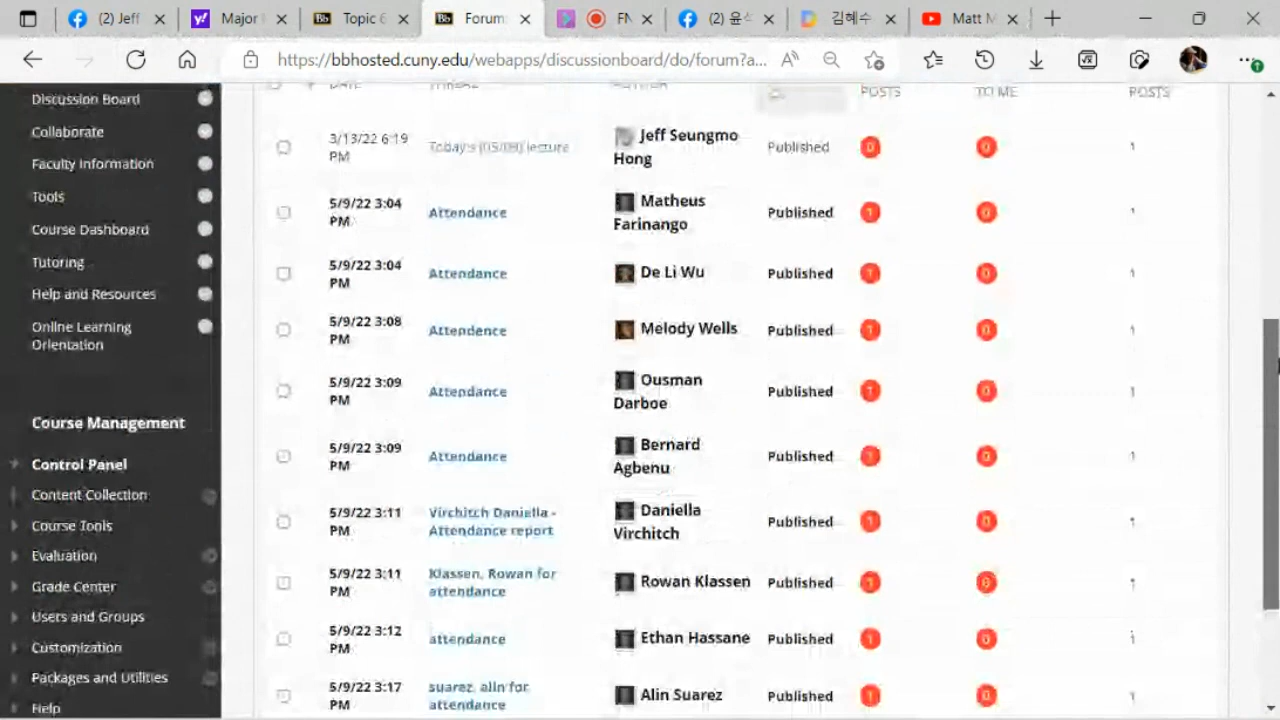 (2) Jeff
Major
Topic 6
Forum
FN
(2) 윤
김혜수
Matt M
https://bbhosted.cuny.edu/webapps/discussionboard/do/forum?a...
Discussion Board
Collaborate
Faculty Information
Tools
Course Dashboard
Tutoring
Help and Resources
Online Learning
Orientation
Course Management
Control Panel
Content Collection
Course Tools
Evaluation
Grade Center
Users and Groups
Customization
Packages and Utilities
Help
DATE THREAD AUTHOR POSTS TO ME POSTS
3/13/22 6:19
PM
Today's (05/09) lecture
Jeff Seungmo
Hong
Published 0 0 1
5/9/22 3:04
PM
Attendance
Matheus
Farinango
Published 1 0 1
5/9/22 3:04
PM
Attendance
De Li Wu
Published 1 0 1
5/9/22 3:08
PM
Attendence
Melody Wells
Published 1 0 1
5/9/22 3:09
PM
Attendance
Ousman
Darboe
Published 1 0 1
5/9/22 3:09
PM
Attendance
Bernard
Agbenu
Published 1 0 1
5/9/22 3:11
PM
Virchitch Daniella -
Attendance report
Daniella
Virchitch
Published 1 0 1
5/9/22 3:11
PM
Klassen, Rowan for
attendance
Rowan Klassen
Published 1 0 1
5/9/22 3:12
PM
attendance
Ethan Hassane
Published 1 0 1
5/9/22 3:17
PM
suarez, alin for
attendance
Alin Suarez
Published 1 0 1